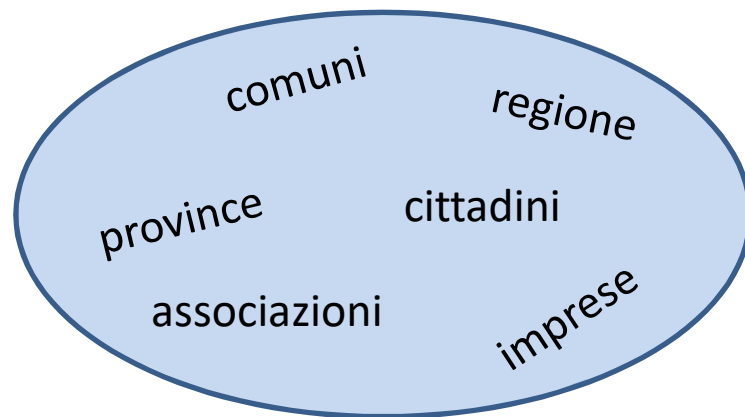 comuni
regione
province
cittadini
associazioni
imprese